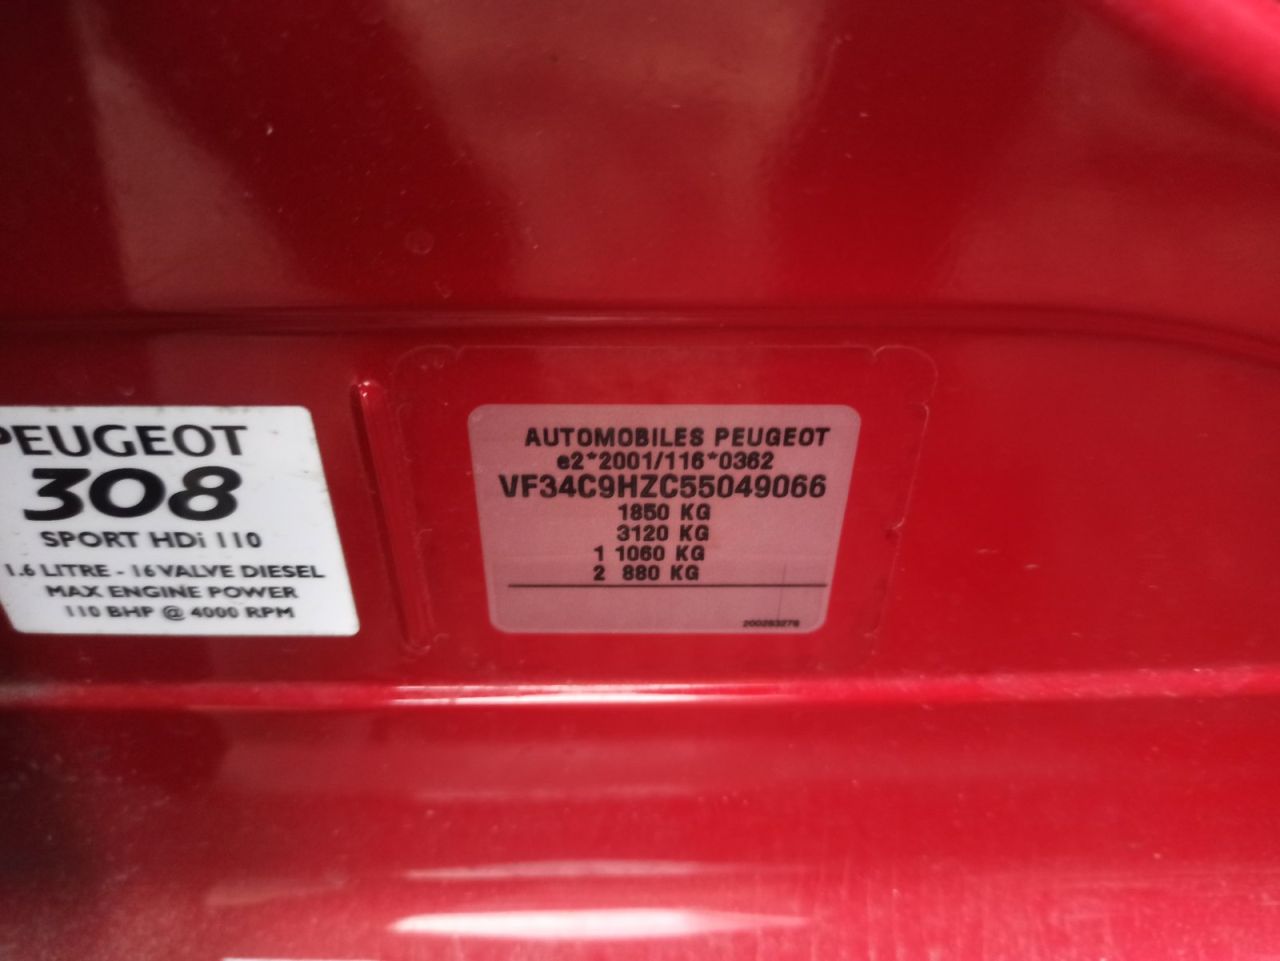 PEUGEOT
308
SPORT HDi 110
1.6 LITRE - 16 VALVE DIESEL
MAX ENGINE POWER
110 BHP @ 4000 RPM
AUTOMOBILES PEUGEOT
e2*2001/116*0362
VF34C9HZC55049066
1850 KG
3120 KG
1 1060 KG
2 880 KG